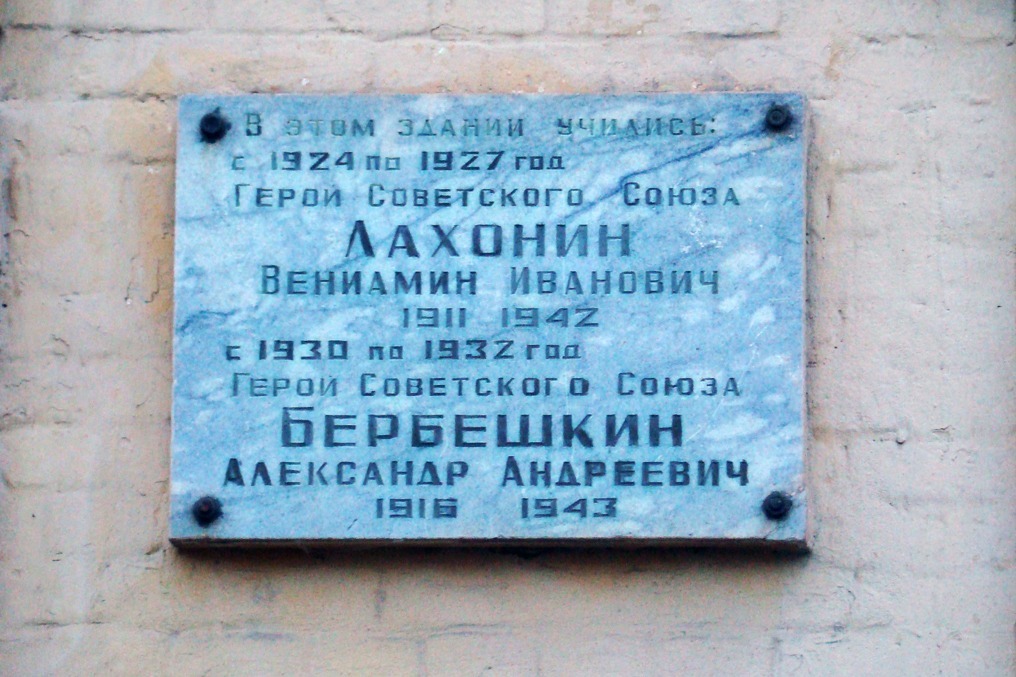 В этом здании учились:
с 1924 по 1927 год
Герой Советского Союза
Лахонин
Вениамин Иванович
1911 1942
с 1930 по 1932 год
Герой Советского Союза
Бербешкин
Александр Андреевич
1916 1943